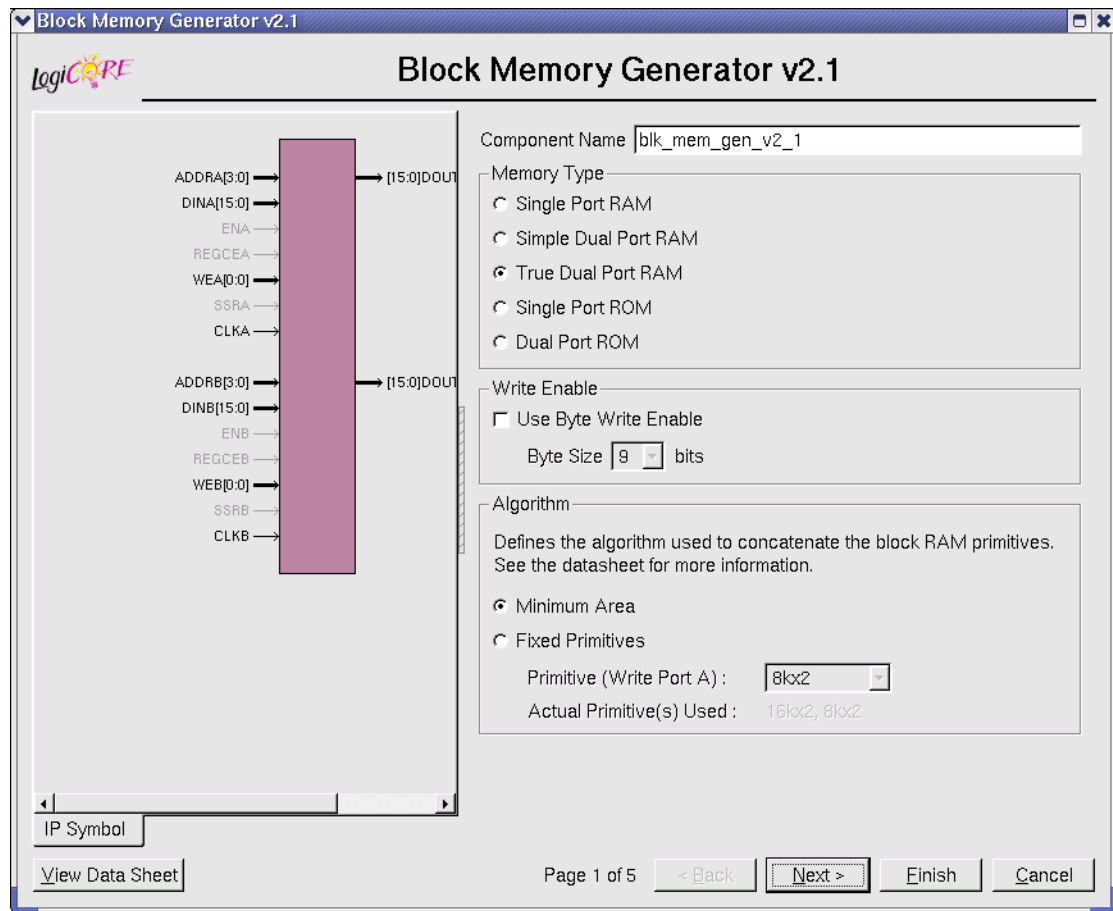 Block Memory Generator v2.1
LogiCORE
Block Memory Generator v2.1
ADDRA[3:0]
[15:0]DOUT
DINA[15:0]
ENA
REGCEA
WEA[0:0]
SSRA
CLKA
ADDRB[3:0]
[15:0]DOUT
DINB[15:0]
ENB
REGCEB
WEB[0:0]
SSRB
CLKB
IP Symbol
Component Name blk_mem_gen_v2_1
Memory Type
Single Port RAM
Simple Dual Port RAM
True Dual Port RAM
Single Port ROM
Dual Port ROM
Write Enable
Use Byte Write Enable
Byte Size 9 bits
Algorithm
Defines the algorithm used to concatenate the block RAM primitives.
See the datasheet for more information.
Minimum Area
Fixed Primitives
Primitive (Write Port A) : 8kx2
Actual Primitive(s) Used : 16kx2, 8kx2
View Data Sheet
Page 1 of 5
< Back
Next >
Finish
Cancel